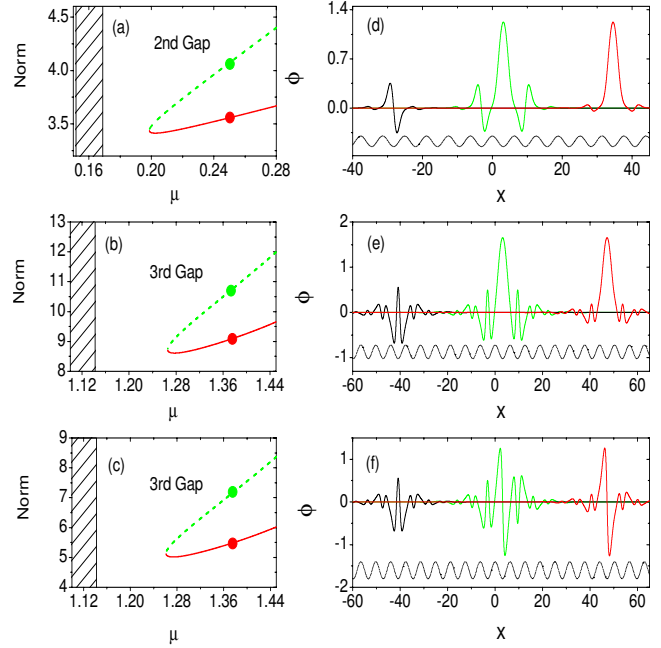 (a) 2nd Gap
Norm
4.5
4.0
3.5
0.16 0.20 0.24 0.28
μ
(d)
ϕ
1.4
0.7
0.0
-40 -20 0 20 40
X
(b) 3rd Gap
Norm
13
12
11
10
9
8
1.12 1.20 1.28 1.36 1.44
μ
(e)
ϕ
2
1
0
-1
-60 -40 -20 0 20 40 60
X
(c) 3rd Gap
Norm
9
8
7
6
5
4
1.12 1.20 1.28 1.36 1.44
μ
(f)
ϕ
2
1
0
-1
-2
-60 -40 -20 0 20 40 60
X